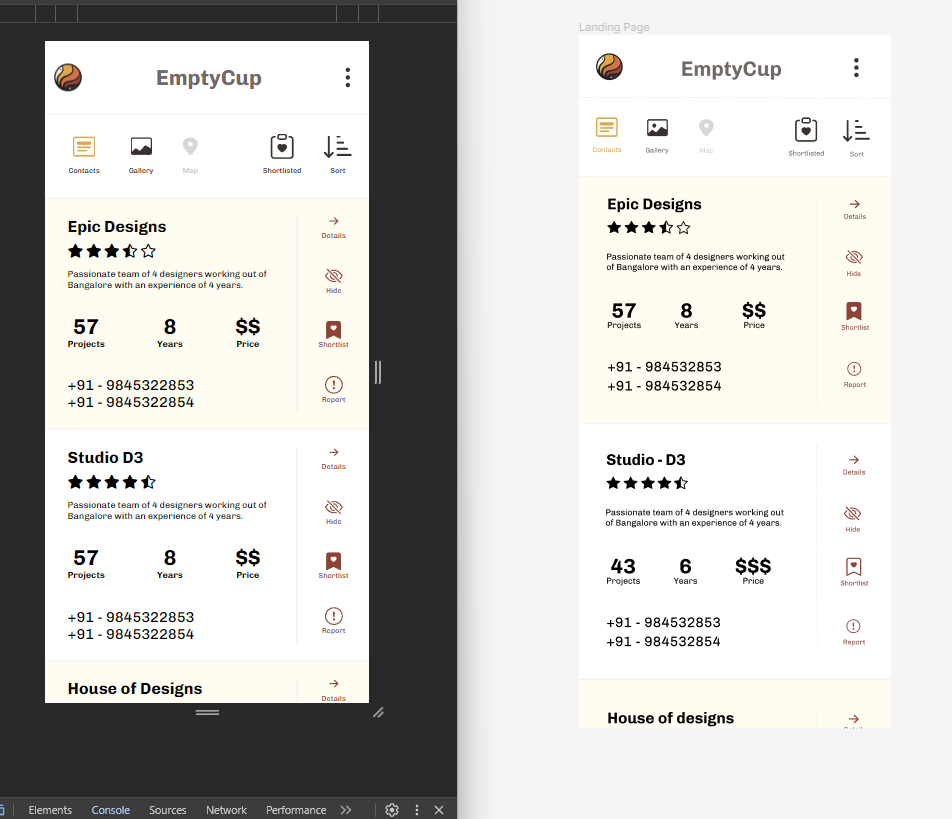 EmptyCup
Contacts Gallery Map Shortlisted Sort
Epic Designs
Details
Passionate team of 4 designers working out of
Bangalore with an experience of 4 years.
Hide
57 8 $$
Projects Years Price
Shortlist
+91 - 9845322853
+91 - 9845322854
Report
Studio D3
Details
Passionate team of 4 designers working out of
Bangalore with an experience of 4 years.
Hide
57 8 $$
Projects Years Price
Shortlist
+91 - 9845322853
+91 - 9845322854
Report
House of Designs
Details
Elements Console Sources Network Performance
Landing Page
EmptyCup
Contacts Gallery Map Shortlisted Sort
Epic Designs
Details
Passionate team of 4 designers working out
of Bangalore with an experience of 4 years.
Hide
57 8 $$
Projects Years Price
Shortlist
+91 - 9845532853
+91 - 9845532854
Report
Studio - D3
Details
Passionate team of 4 designers working out
of Bangalore with an experience of 4 years.
Hide
43 6 $$$
Projects Years Price
Shortlist
+91 - 9845322853
+91 - 9845322854
Report
House of designs